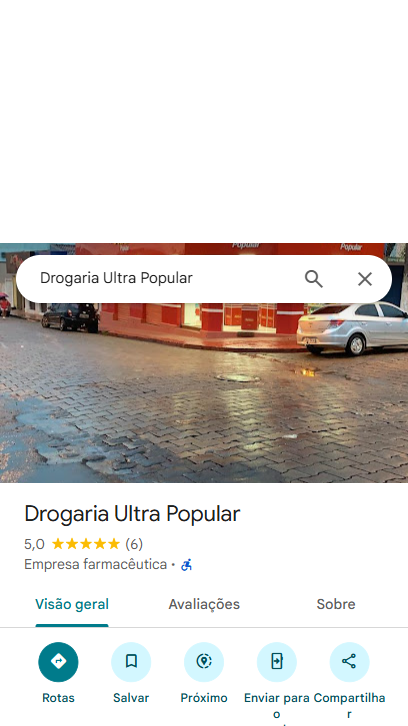 Popular
Popular
Drogaria Ultra Popular
Drogaria Ultra Popular
5,0
(6)
Empresa farmacêutica ·
Visão geral
Avaliações
Sobre
Rotas
Salvar
Próximo
Enviar para
o
Compartilha
r